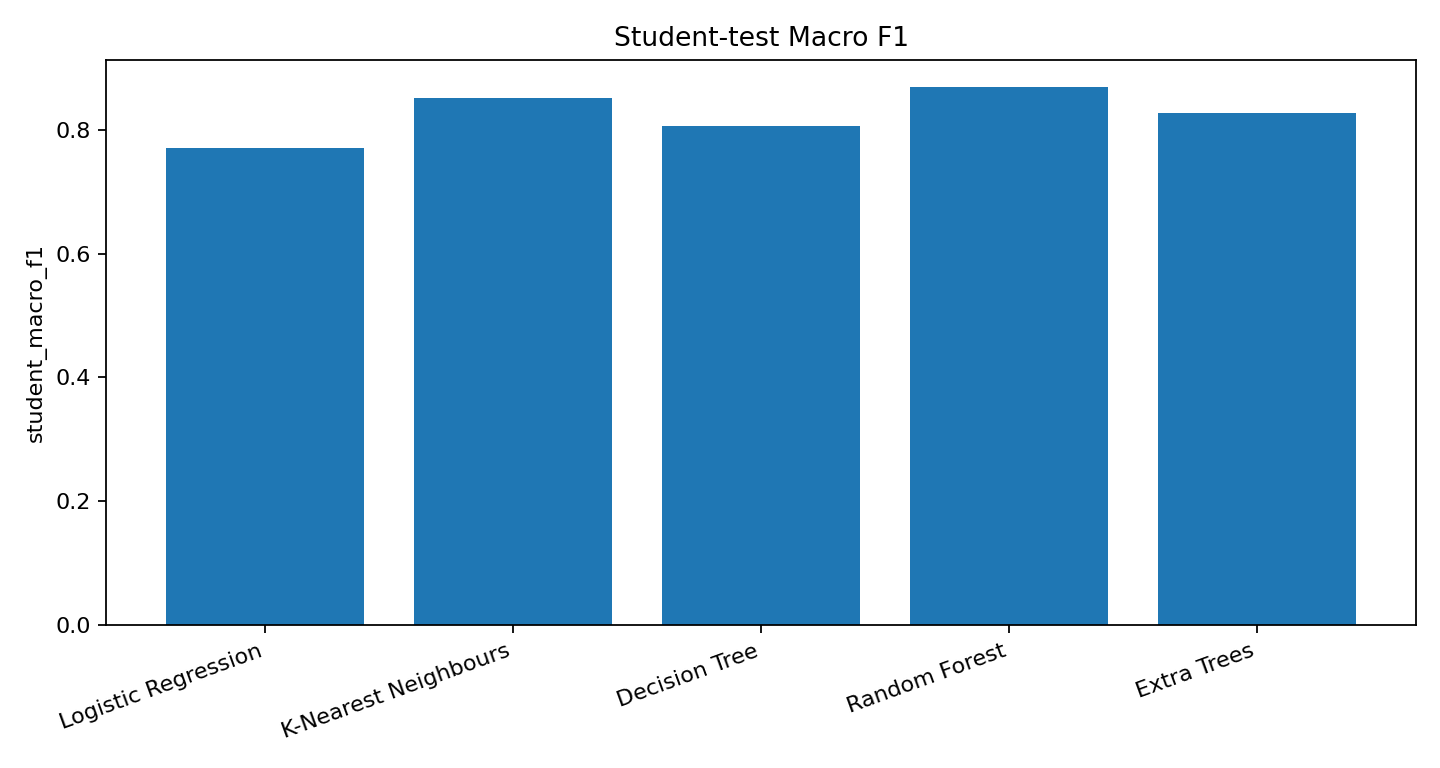 Student-test Macro F1
student_macro_f1
0.8
0.6
0.4
0.2
0.0
Logistic Regression
K-Nearest Neighbours
Decision Tree
Random Forest
Extra Trees